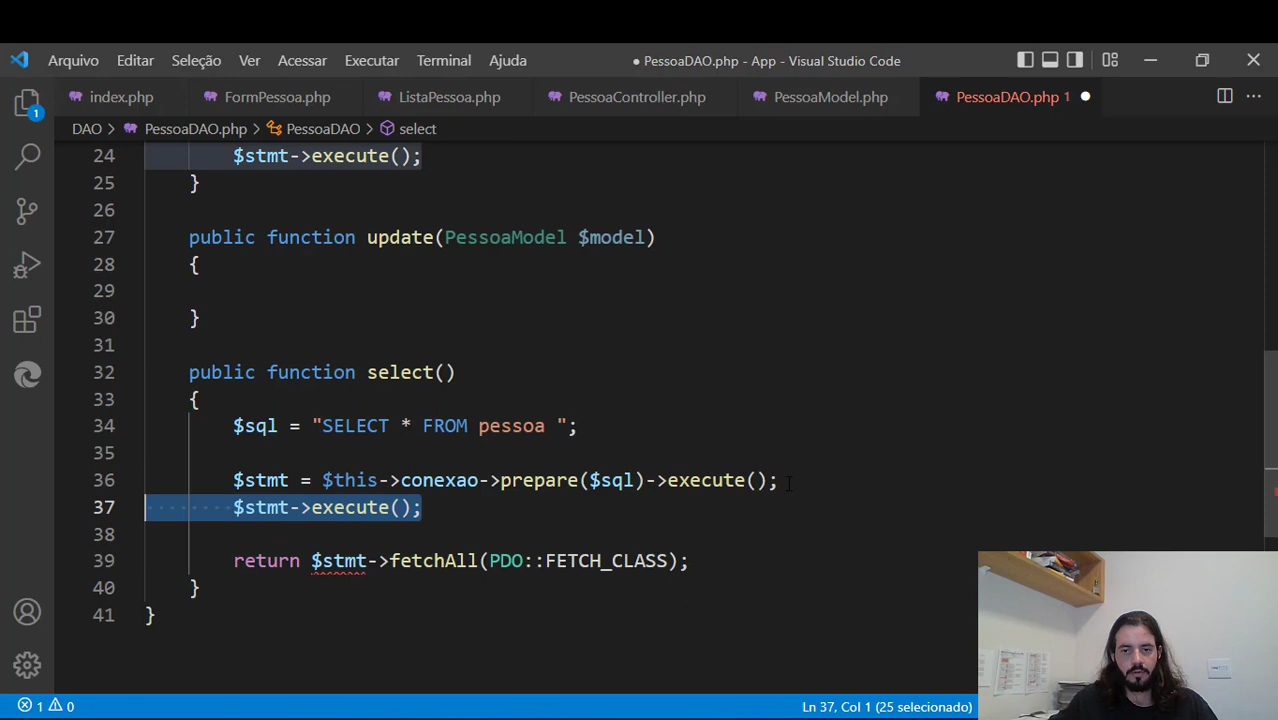 Arquivo Editar Seleção Ver Acessar Executar Terminal Ajuda ● PessoaDAO.php - App - Visual Studio Code
index.php FormPessoa.php ListaPessoa.php PessoaController.php PessoaModel.php PessoaDAO.php 1
DAO > PessoaDAO.php > PessoaDAO > select
1
24 $stmt->execute();
25 }
26
27 public function update(PessoaModel $model)
28 {
29
30 }
31
32 public function select()
33 {
34 $sql = "SELECT * FROM pessoa ";
35
36 $stmt = $this->conexao->prepare($sql)->execute();
37 $stmt->execute();
38
39 return $stmt->fetchAll(PDO::FETCH_CLASS);
40 }
41 }
1 0 Ln 37, Col 1 (25 selecionado)